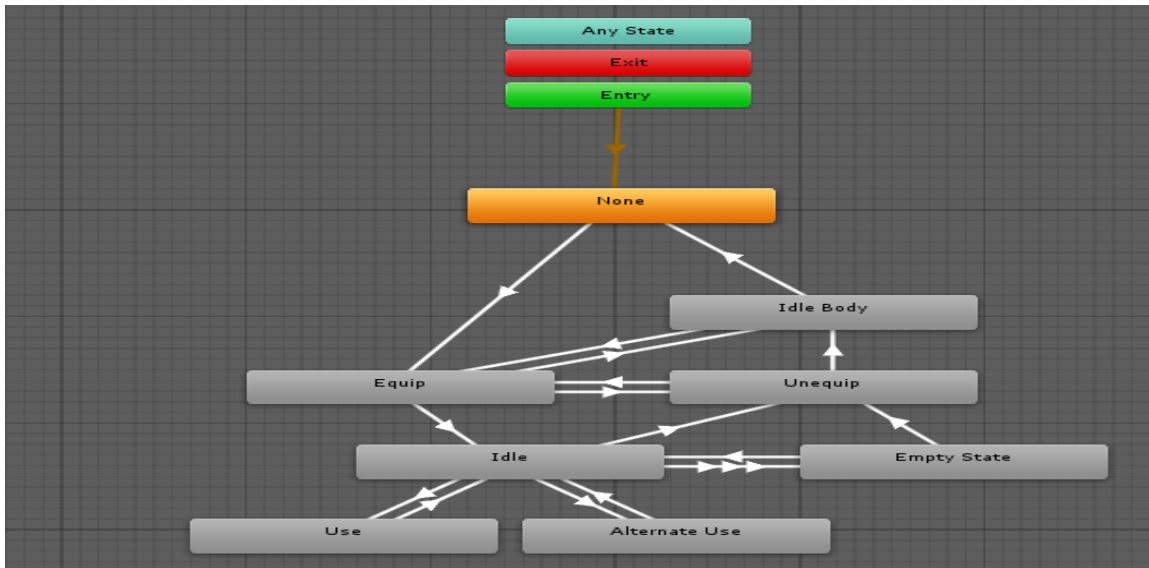 Any State
Exit
Entry
None
Idle Body
Equip
Unequip
Idle
Empty State
Use
Alternate Use